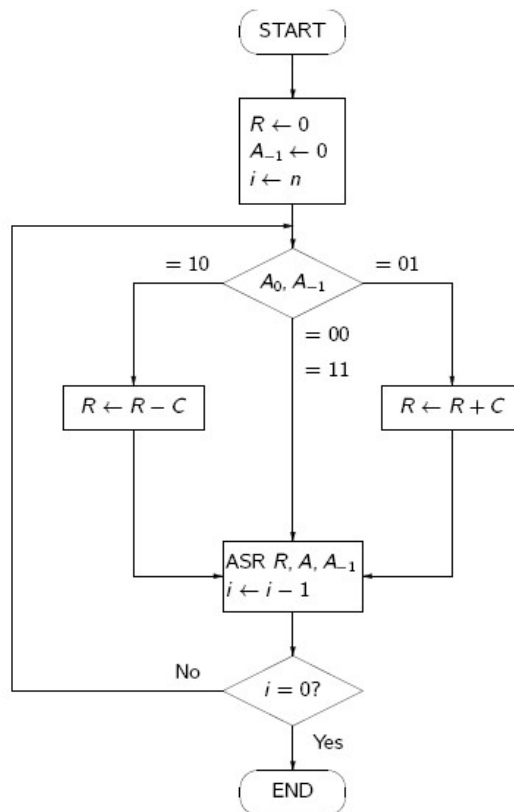 START
R ← 0
A₋₁ ← 0
i ← n
= 10
A₀, A₋₁
= 01
= 00
= 11
R ← R − C
R ← R + C
ASR R, A, A₋₁
i ← i − 1
No
i = 0?
Yes
END